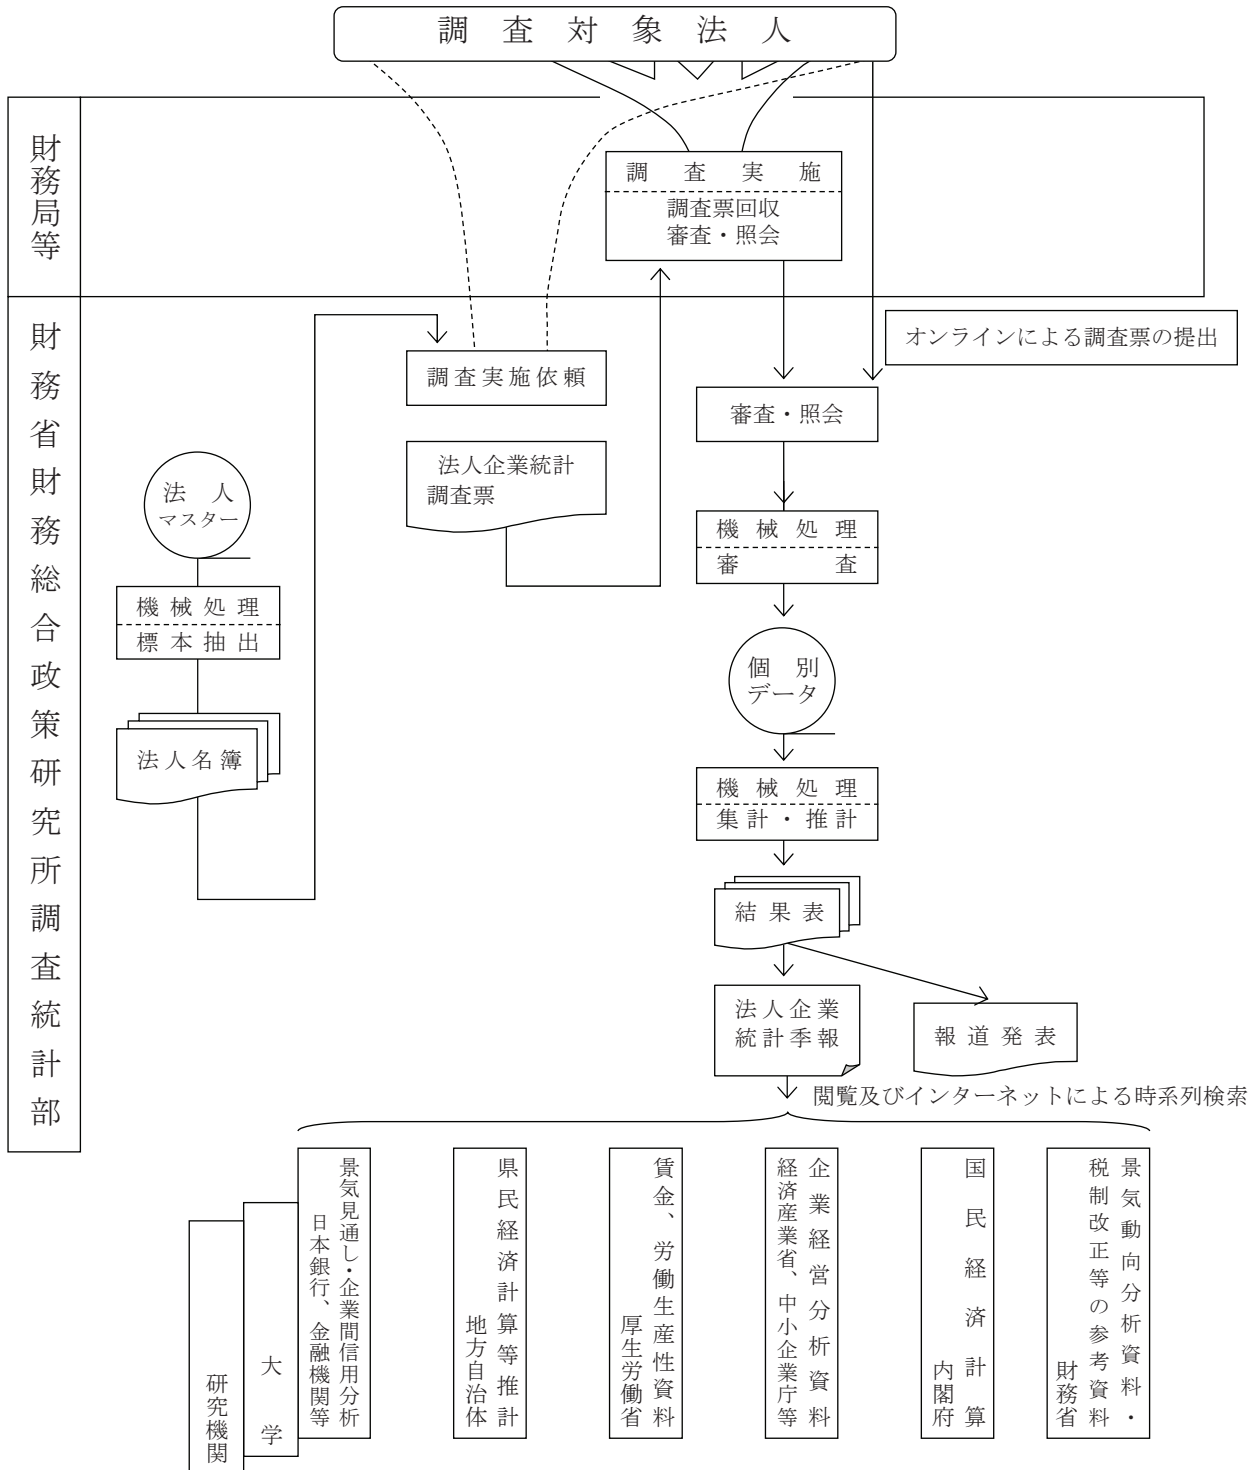 調査対象法人
財務局等
調査実施
調査票回収
審査・照会
財務省財務総合政策研究所調査統計部
オンラインによる調査票の提出
調査実施依頼
審査・照会
法人企業統計
調査票
法人
マスター
機械処理
審査
機械処理
標本抽出
個別
データ
法人名簿
機械処理
集計・推計
結果表
法人企業
統計季報
報道発表
閲覧及びインターネットによる時系列検索
景気動向分析資料・
税制改正等の参考資料
財務省
国民経済計算
内閣府
企業経営分析資料
経済産業省、中小企業庁等
賃金、労働生産性資料
厚生労働省
県民経済計算等推計
地方自治体
景気見通し・企業間信用分析
日本銀行、金融機関等
大学
研究機関